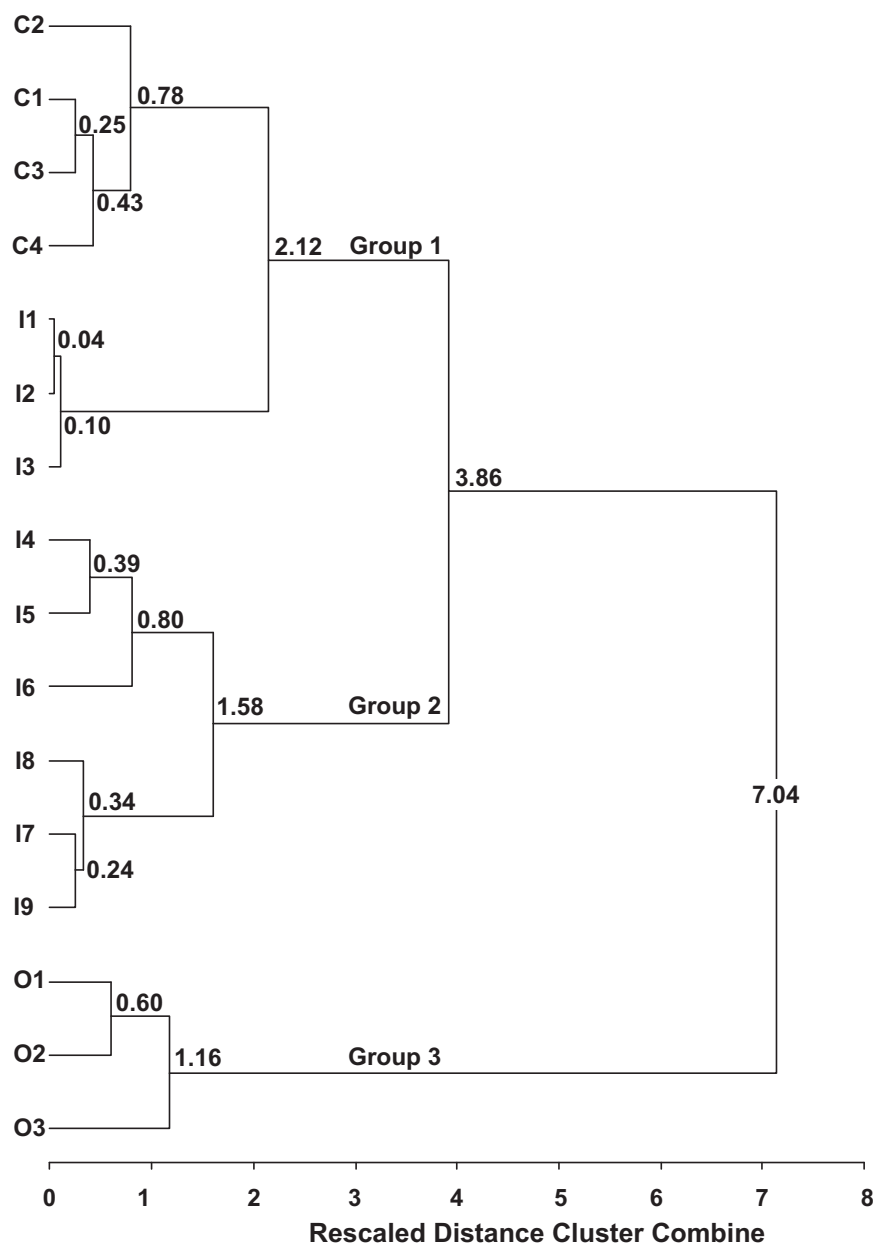 C2
0.78
C1
0.25
C3
0.43
C4
2.12 Group 1
I1
0.04
I2
0.10
I3
3.86
I4
0.39
I5
0.80
I6
1.58 Group 2
I8
0.34
7.04
I7
0.24
I9
O1
0.60
O2
1.16 Group 3
O3
0 1 2 3 4 5 6 7 8
Rescaled Distance Cluster Combine